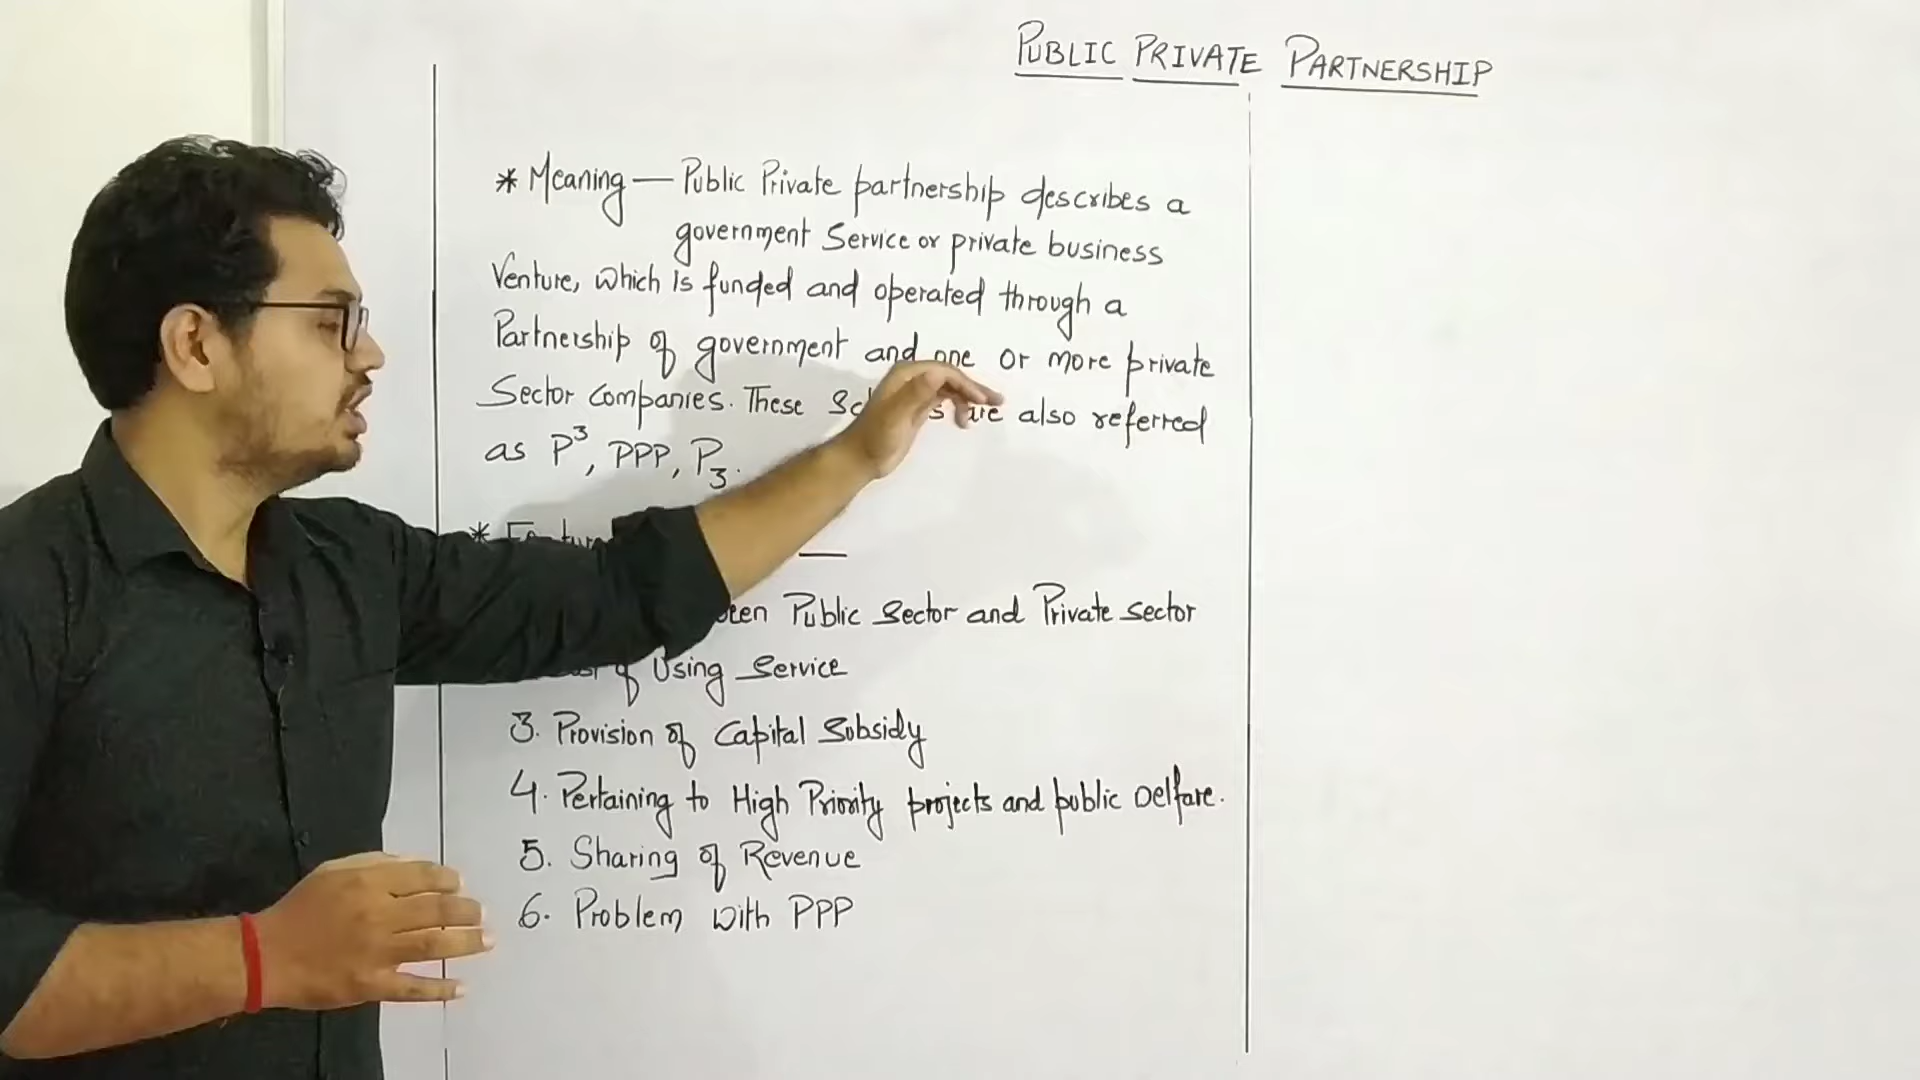 PUBLIC PRIVATE PARTNERSHIP
* Meaning — Public Private partnership describes a
government Service or private business
Venture, which is funded and operated through a
Partnership of government and one or more private
Sector Companies. These are also referred
as P³, PPP, P₃.
*
Public Sector and Private sector
of Using Service
3. Provision of Capital Subsidy
4. Pertaining to High Priority projects and public Welfare.
5. Sharing of Revenue
6. Problem with PPP